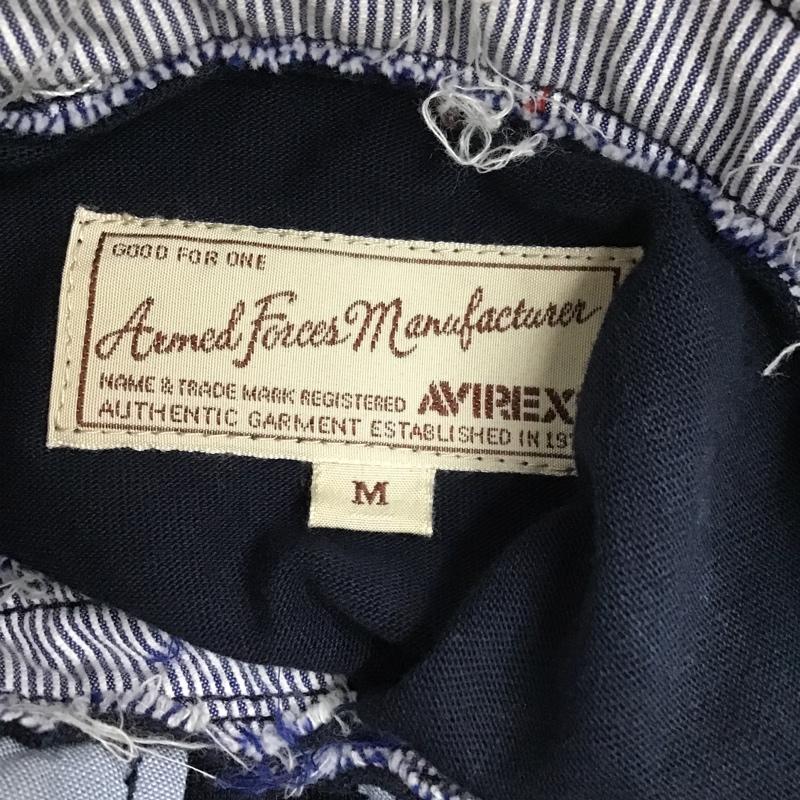 GOOD FOR ONE
Armed Forces Manufacturer
NAME & TRADE MARK REGISTERED AVIREX
AUTHENTIC GARMENT ESTABLISHED IN 19
M